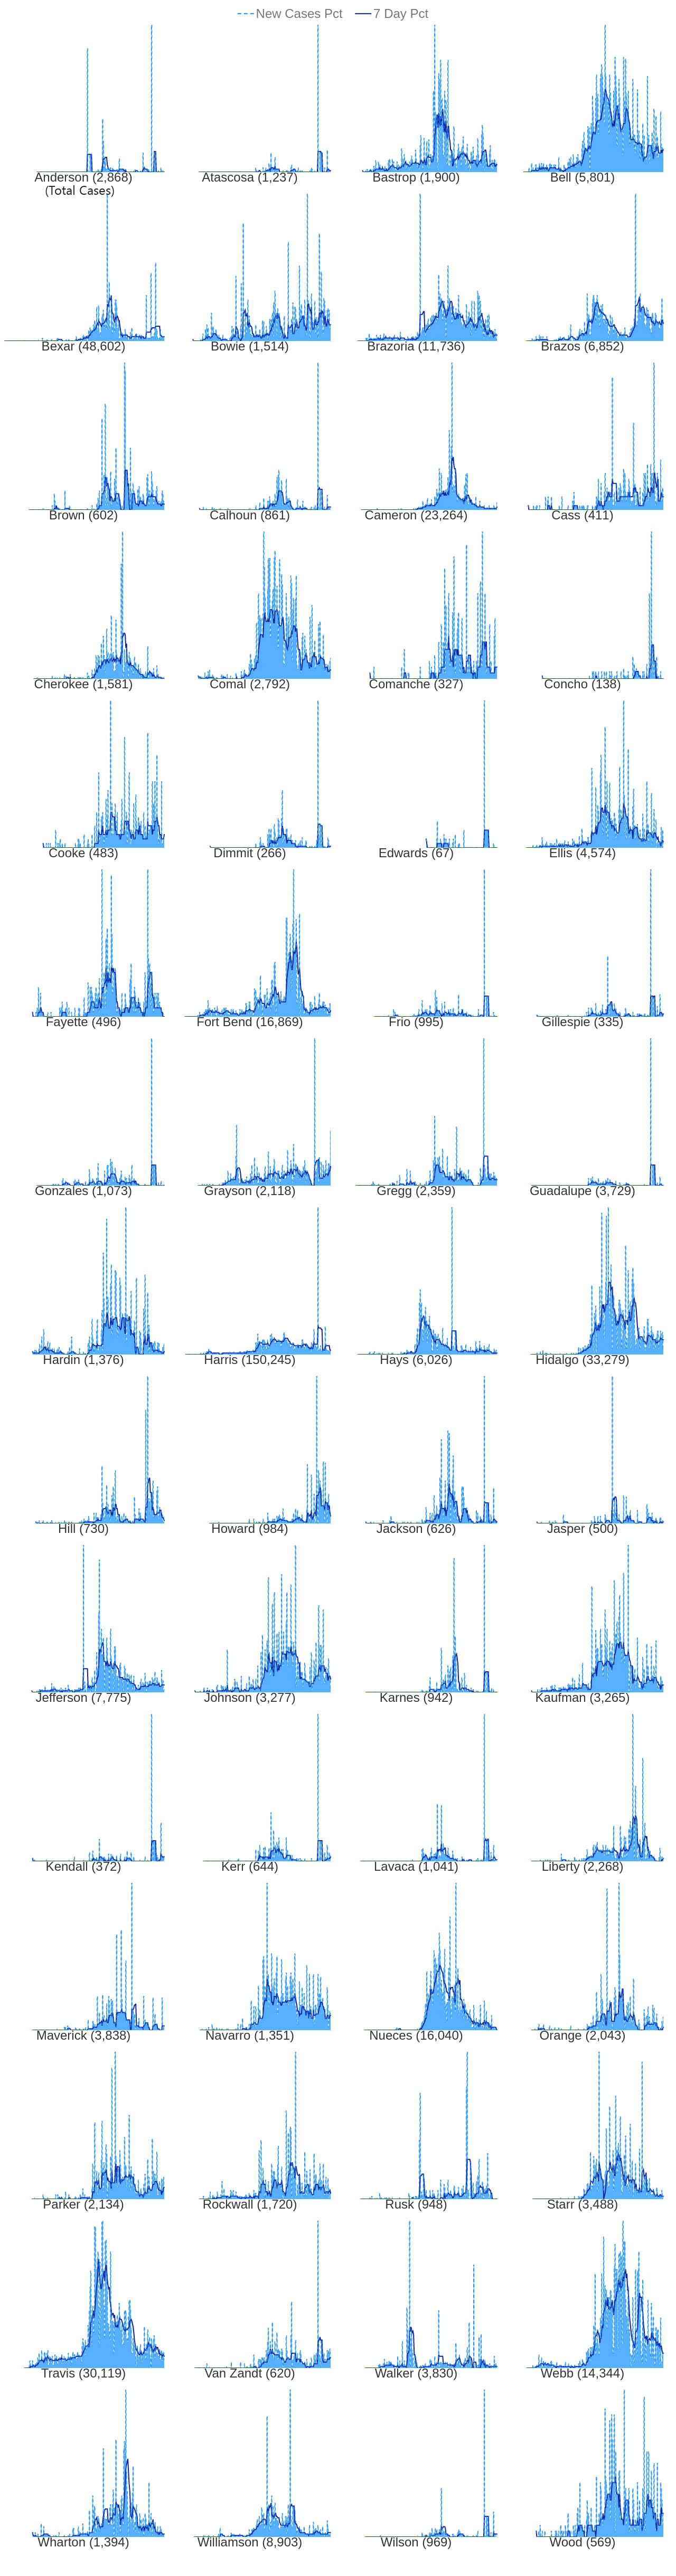 New Cases Pct 7 Day Pct
Anderson (2,868) Atascosa (1,237) Bastrop (1,900) Bell (5,801)
(Total Cases)
Bexar (48,602) Bowie (1,514) Brazoria (11,736) Brazos (6,852)
Brown (602) Calhoun (861) Cameron (23,264) Cass (411)
Cherokee (1,581) Comal (2,792) Comanche (327) Concho (138)
Cooke (483) Dimmit (266) Edwards (67) Ellis (4,574)
Fayette (496) Fort Bend (16,869) Frio (995) Gillespie (335)
Gonzales (1,073) Grayson (2,118) Gregg (2,359) Guadalupe (3,729)
Hardin (1,376) Harris (150,245) Hays (6,026) Hidalgo (33,279)
Hill (730) Howard (984) Jackson (626) Jasper (500)
Jefferson (7,775) Johnson (3,277) Karnes (942) Kaufman (3,265)
Kendall (372) Kerr (644) Lavaca (1,041) Liberty (2,268)
Maverick (3,838) Navarro (1,351) Nueces (16,040) Orange (2,043)
Parker (2,134) Rockwall (1,720) Rusk (948) Starr (3,488)
Travis (30,119) Van Zandt (620) Walker (3,830) Webb (14,344)
Wharton (1,394) Williamson (8,903) Wilson (969) Wood (569)